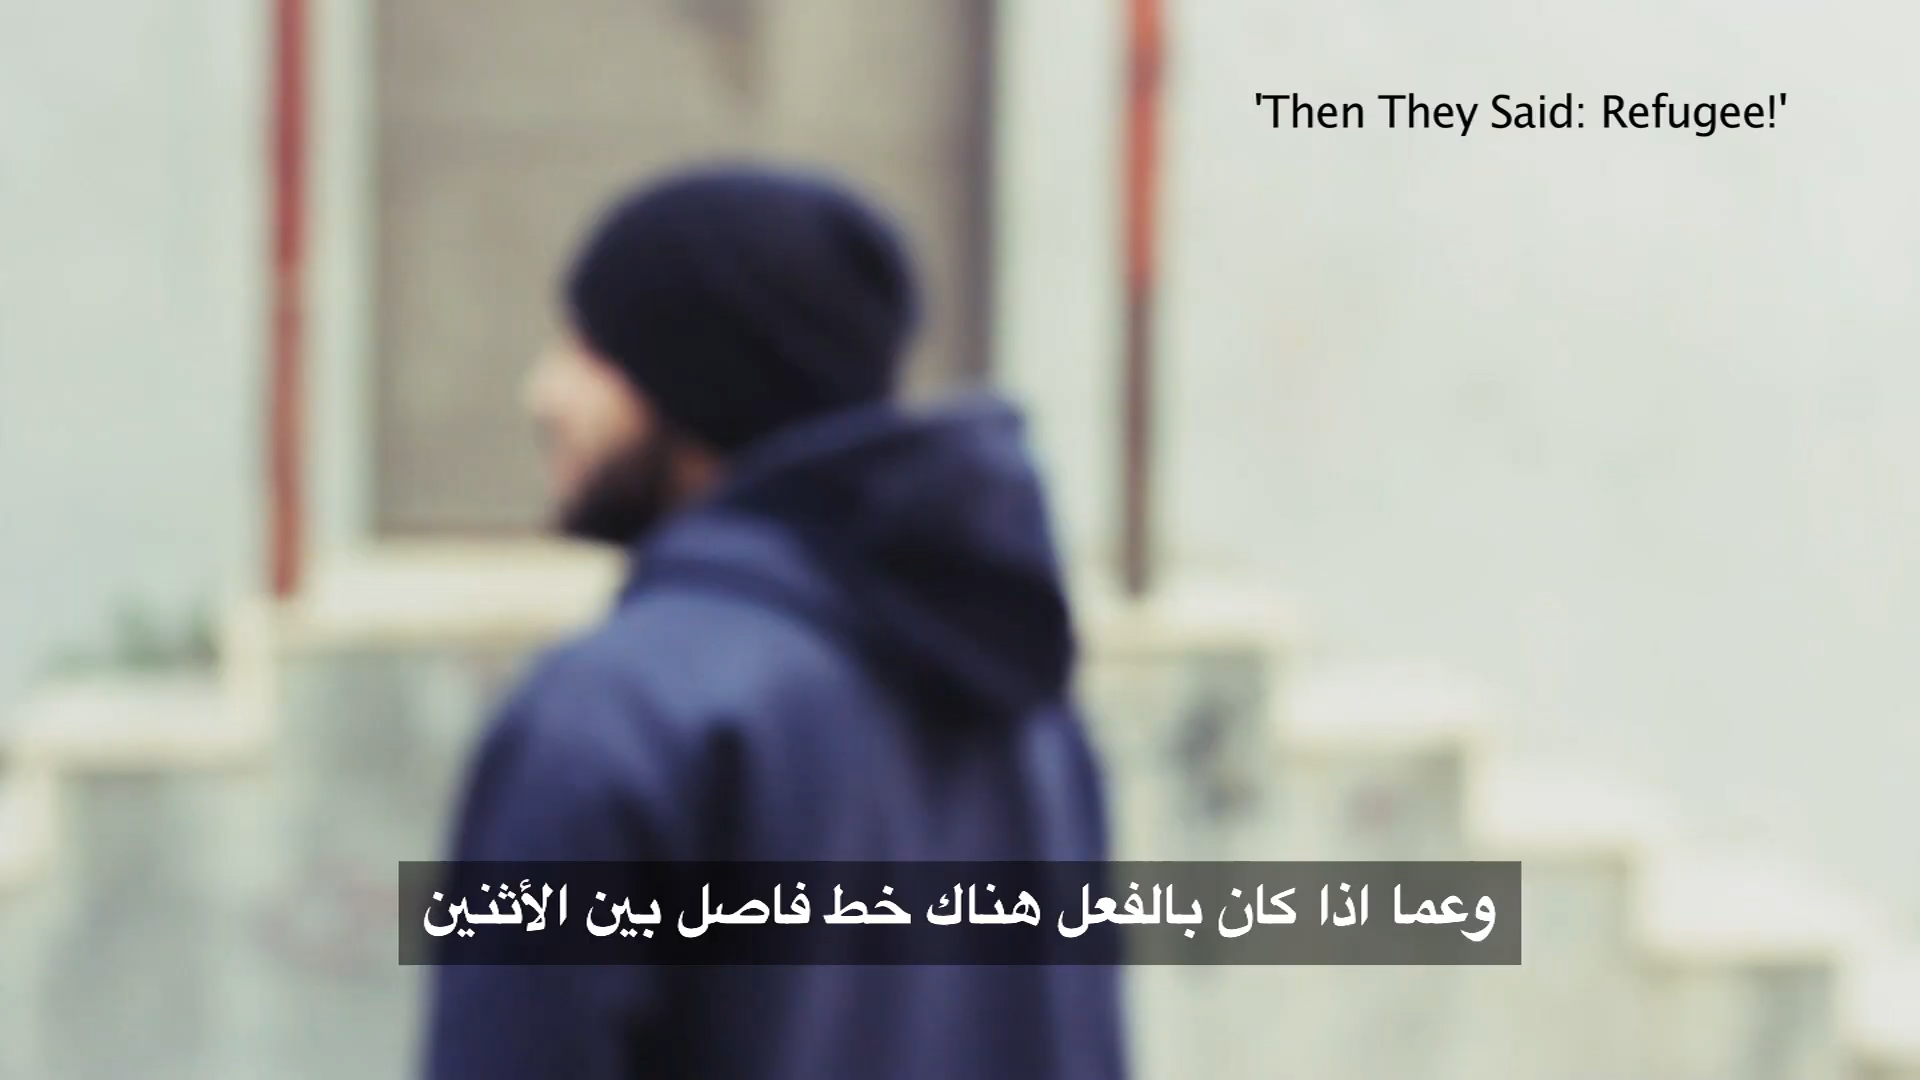 'Then They Said: Refugee!'
وعما اذا كان بالفعل هناك خط فاصل بين الأثنين